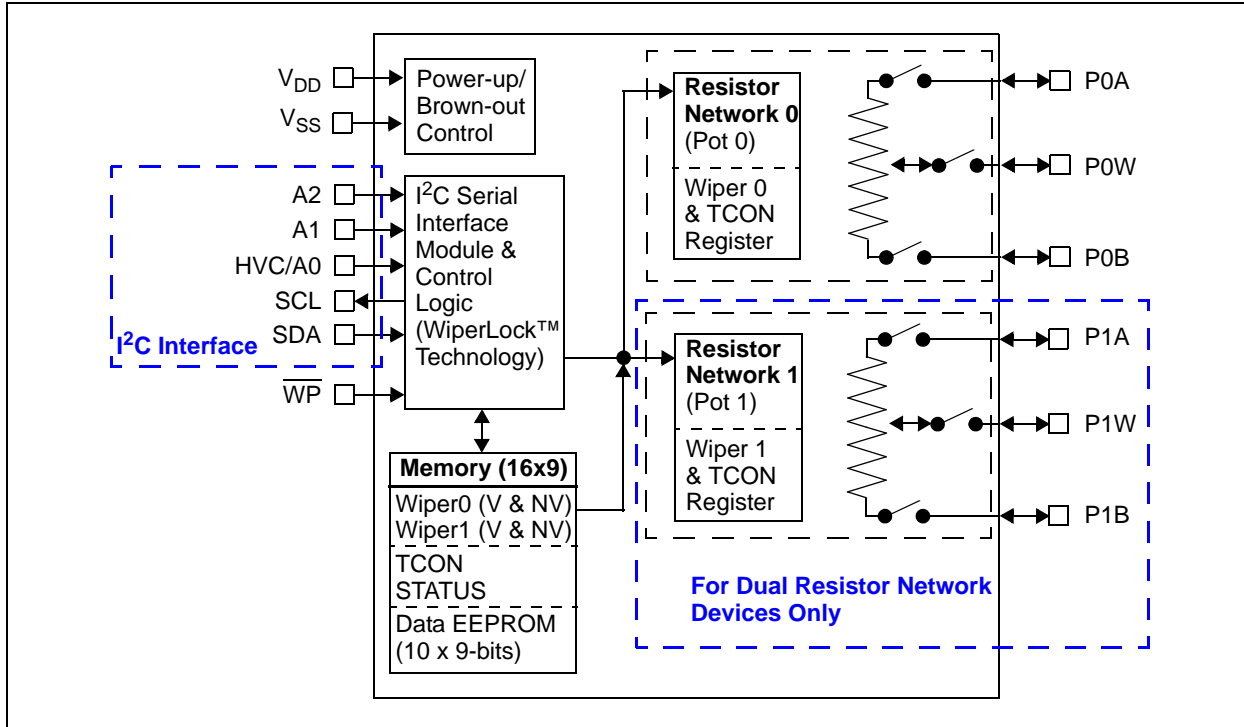 V_DD
V_SS
Power-up/
Brown-out
Control
A2
A1
HVC/A0
SCL
SDA
I²C Interface
W̅P̅
I²C Serial
Interface
Module &
Control
Logic
(WiperLock™
Technology)
Memory (16x9)
Wiper0 (V & NV)
Wiper1 (V & NV)
TCON
STATUS
Data EEPROM
(10 x 9-bits)
Resistor
Network 0
(Pot 0)
Wiper 0
& TCON
Register
P0A
P0W
P0B
Resistor
Network 1
(Pot 1)
Wiper 1
& TCON
Register
P1A
P1W
P1B
For Dual Resistor Network
Devices Only